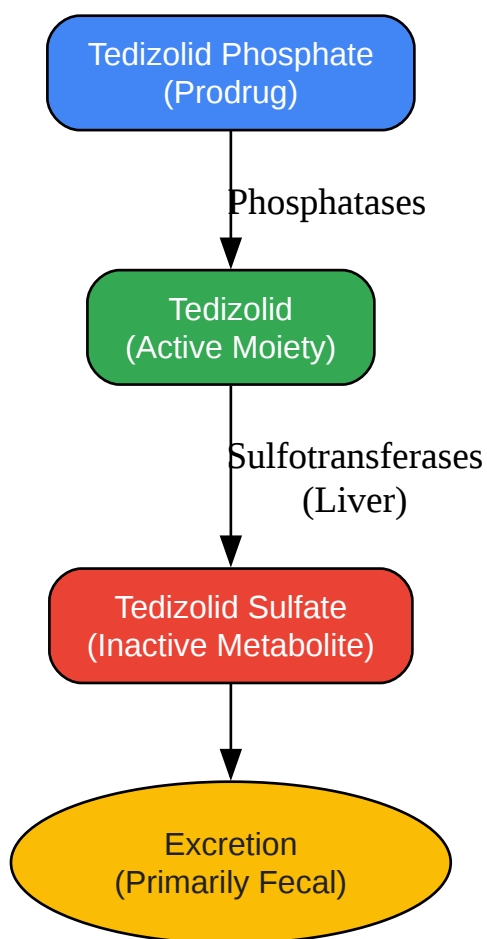 Tedizolid Phosphate
(Prodrug)
Phosphatases
Tedizolid
(Active Moiety)
Sulfotransferases
(Liver)
Tedizolid Sulfate
(Inactive Metabolite)
Excretion
(Primarily Fecal)